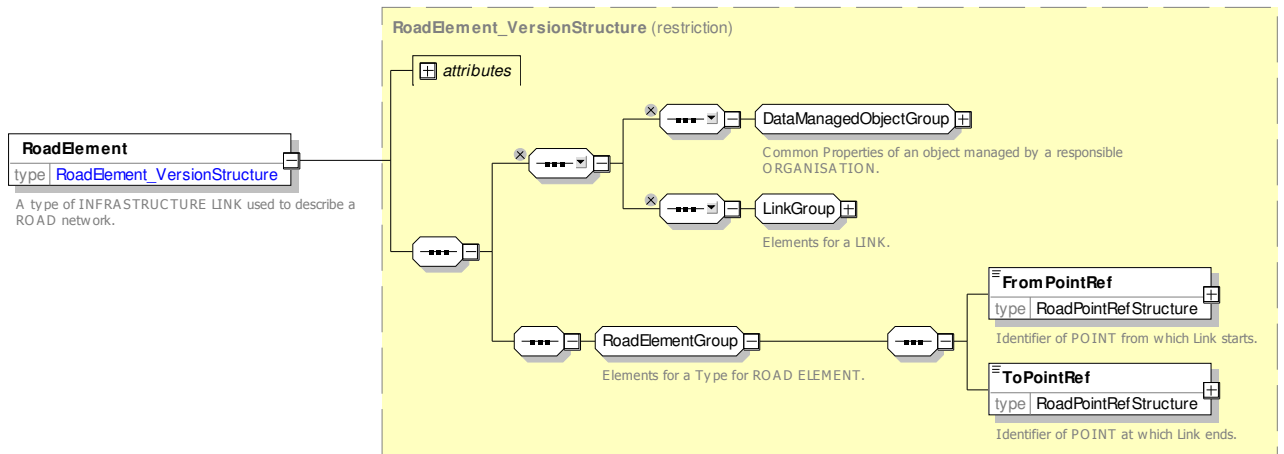 RoadElement_VersionStructure (restriction)
attributes
DataManagedObjectGroup
Common Properties of an object managed by a responsible
ORGANISATION.
RoadElement
type RoadElement_VersionStructure
A type of INFRASTRUCTURE LINK used to describe a
ROAD network.
LinkGroup
Elements for a LINK.
FromPointRef
type RoadPointRefStructure
Identifier of POINT from which Link starts.
RoadElementGroup
Elements for a Type for ROAD ELEMENT.
ToPointRef
type RoadPointRefStructure
Identifier of POINT at which Link ends.